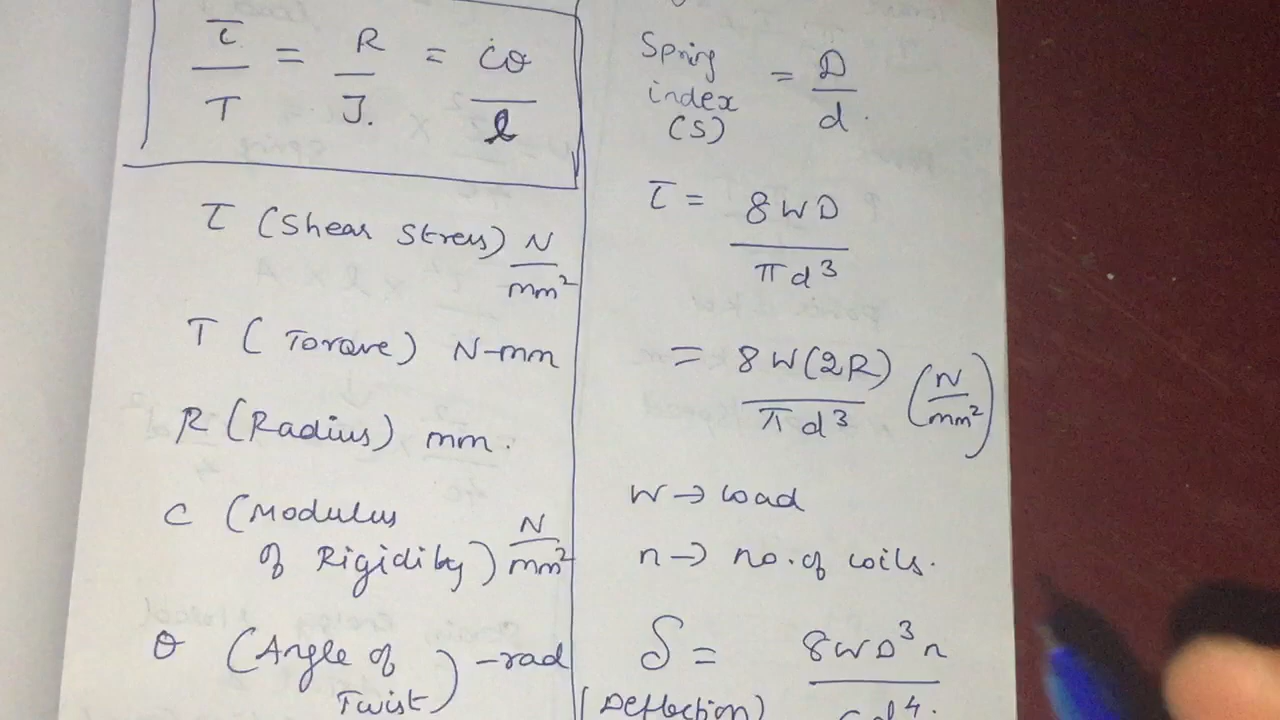 τ/T = R/J. = Cθ/l
τ (Shear Stress) N/mm²
T ( Torque) N-mm
R (Radius) mm.
C (Modulus of Rigidity) N/mm²
θ (Angle of Twist) -rad
Spring index (S) = D/d.
τ = 8WD/πd³
= 8W(2R)/πd³ (N/mm²)
W → Load
n → no. of coils.
δ = 8WD³n/Cd⁴.
(Deflection)